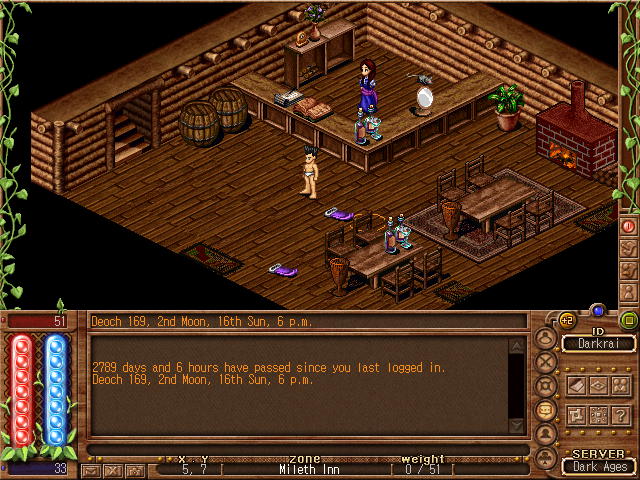 51
Deoch 169, 2nd Moon, 16th Sun, 6 p.m.
+2
ID
Darkrai
2789 days and 6 hours have passed since you last logged in.
Deoch 169, 2nd Moon, 16th Sun, 6 p.m.
?
x . Y zone weight
33
5, 7 [ Mileth Inn [ 0 / 51 [
SERVER
Dark Ages